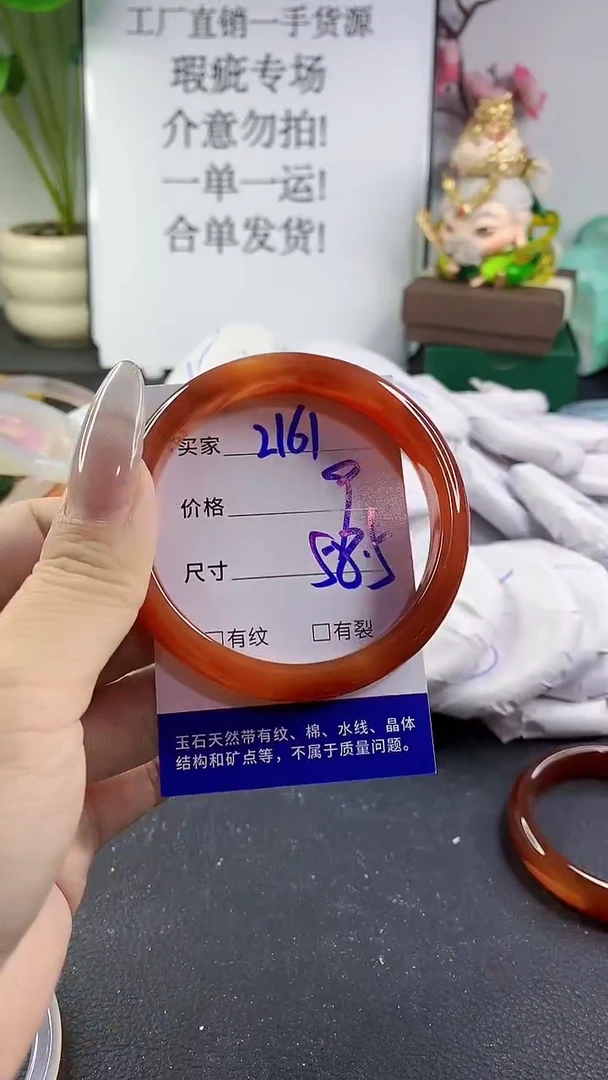 工厂直销一手货源
瑕疵专场
介意勿拍!
一单一运!
合单发货!
买家 2161
价格
尺寸 58.5
□有纹 □有裂
玉石天然带有纹、棉、水线、晶体
结构和矿点等，不属于质量问题。